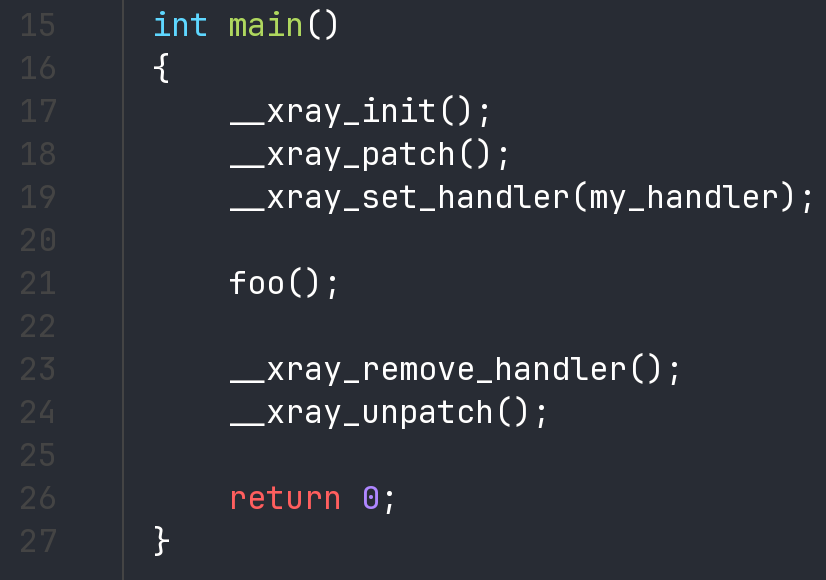 15 int main()
16 {
17     __xray_init();
18     __xray_patch();
19     __xray_set_handler(my_handler);
20
21     foo();
22
23     __xray_remove_handler();
24     __xray_unpatch();
25
26     return 0;
27 }